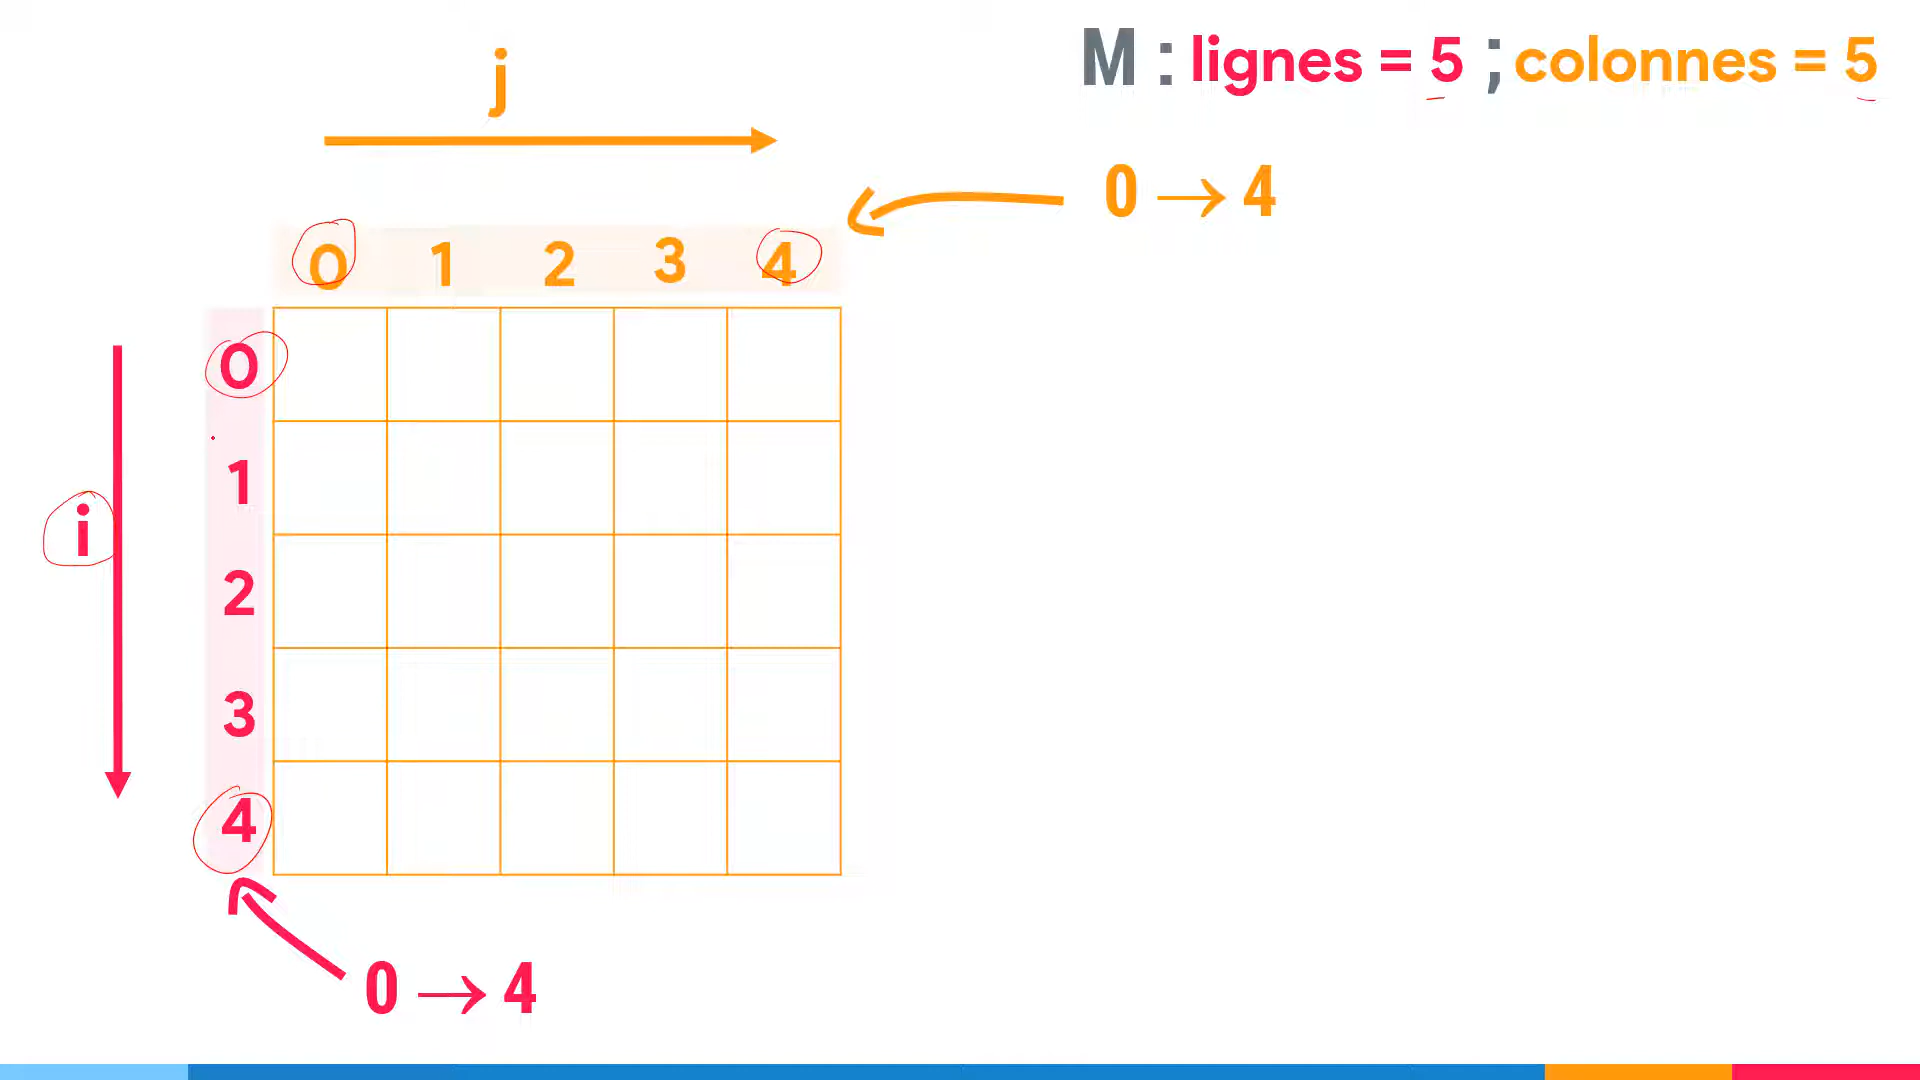 M : lignes = 5 ; colonnes = 5
j
0 → 4
0 1 2 3 4
0
1
i
2
3
4
0 → 4